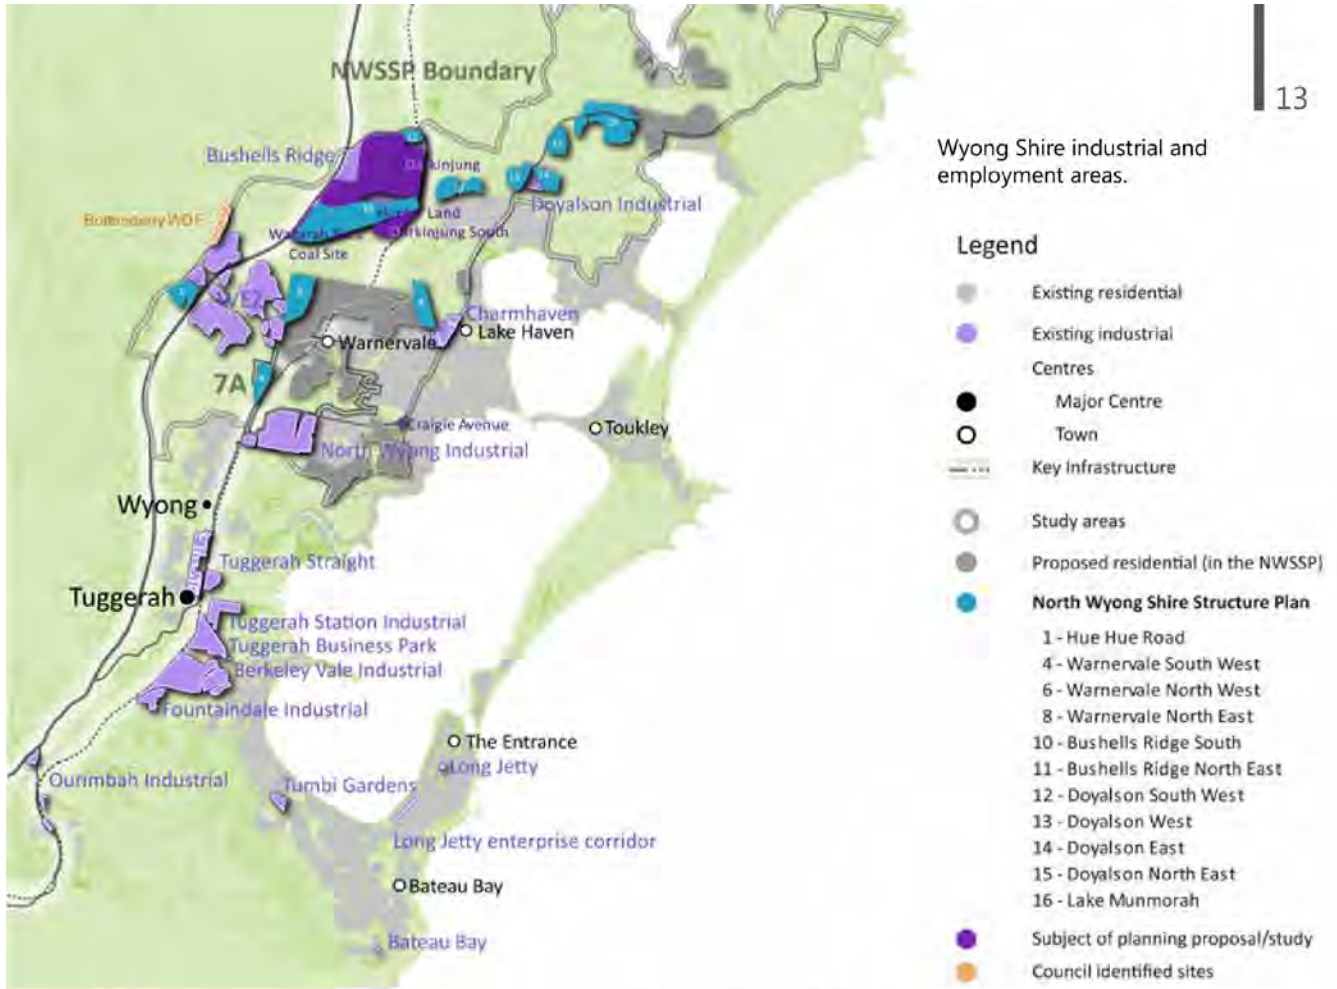 NWSSP Boundary
13
Wyong Shire industrial and
employment areas.
Bushells Ridge
Darkinjung
Doyalson Industrial
Land
Darkinjung South
Coal Site
Charmhaven
Lake Haven
Warnervale
7A
Craigie Avenue
Toukley
North Wyong Industrial
Wyong
Tuggerah Straight
Tuggerah
Tuggerah Station Industrial
Tuggerah Business Park
Berkeley Vale Industrial
Fountaindale Industrial
The Entrance
Long Jetty
Ourimbah Industrial
Tumbi Gardens
Long Jetty enterprise corridor
Bateau Bay
Bateau Bay
Legend
Existing residential
Existing industrial
Centres
Major Centre
Town
Key Infrastructure
Study areas
Proposed residential (in the NWSSP)
North Wyong Shire Structure Plan
1 - Hue Hue Road
4 - Warnervale South West
6 - Warnervale North West
8 - Warnervale North East
10 - Bushells Ridge South
11 - Bushells Ridge North East
12 - Doyalson South West
13 - Doyalson West
14 - Doyalson East
15 - Doyalson North East
16 - Lake Munmorah
Subject of planning proposal/study
Council identified sites